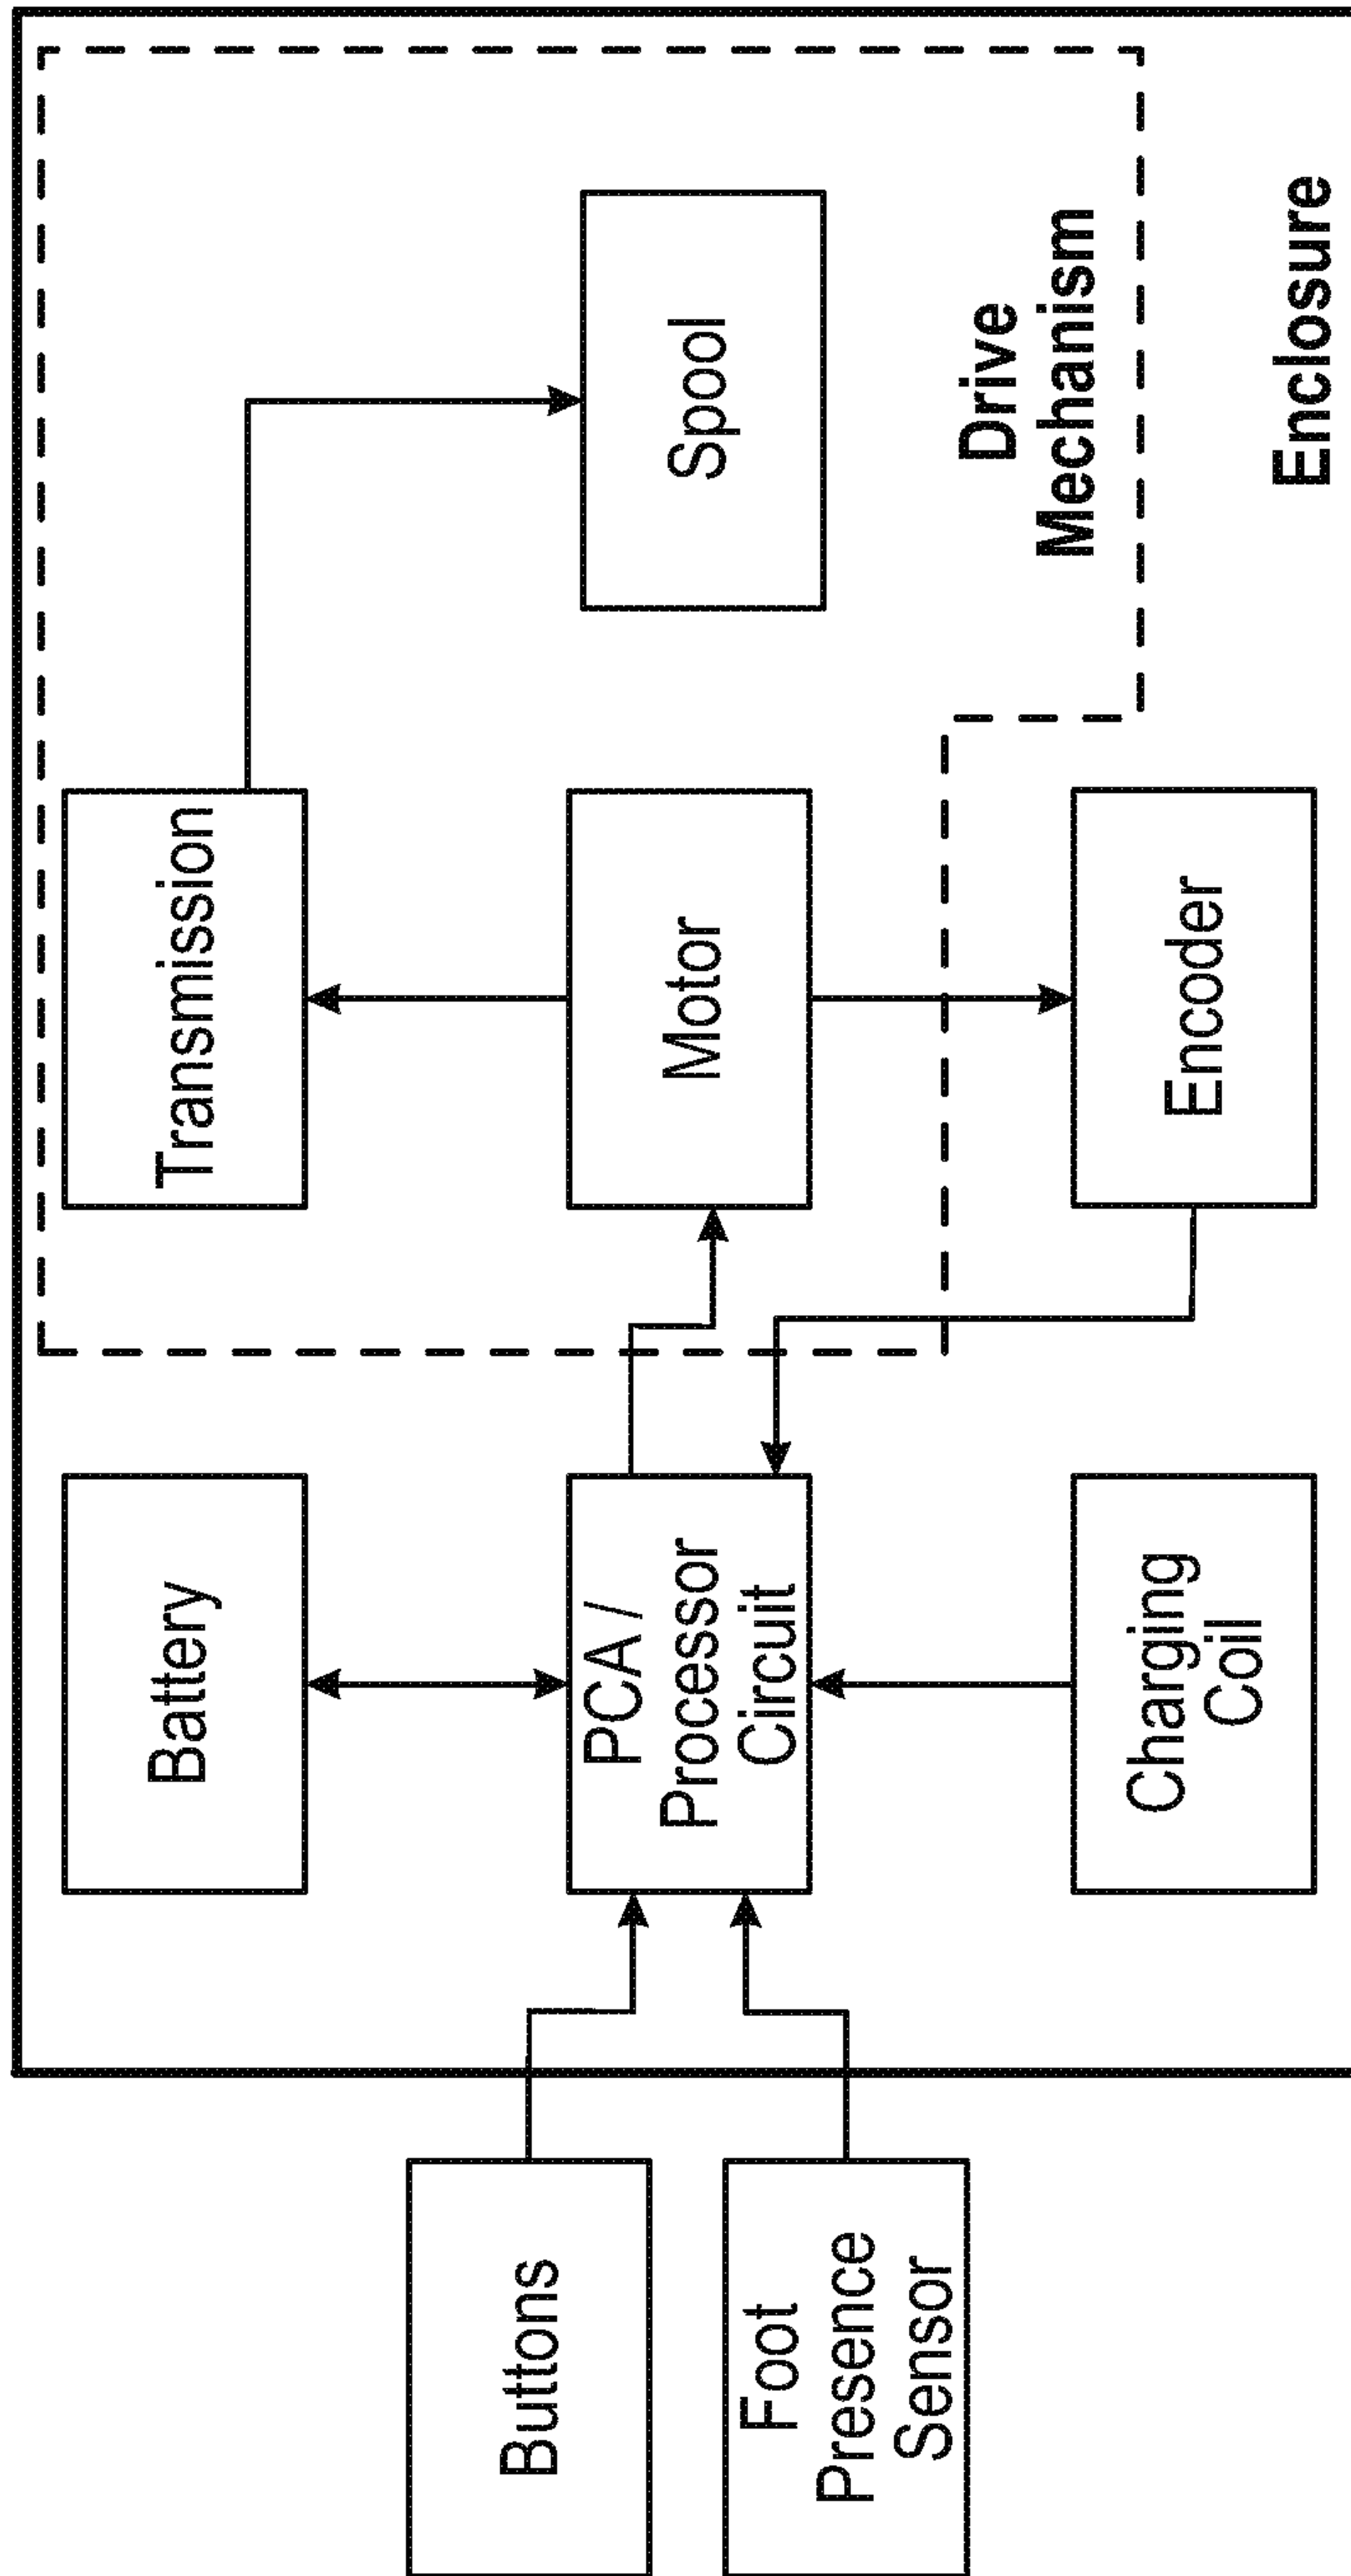 Buttons
Foot
Presence
Sensor
Battery
PCA /
Processor
Circuit
Charging
Coil
Transmission
Motor
Encoder
Spool
Drive
Mechanism
Enclosure